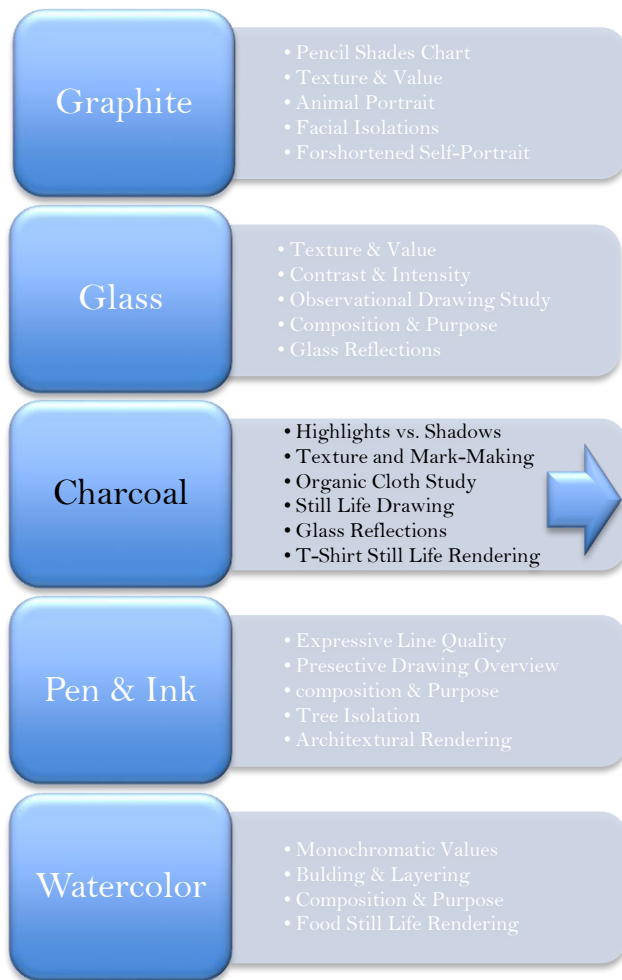 Graphite
• Pencil Shades Chart
• Texture & Value
• Animal Portrait
• Facial Isolations
• Forshortened Self-Portrait
Glass
• Texture & Value
• Contrast & Intensity
• Observational Drawing Study
• Composition & Purpose
• Glass Reflections
Charcoal
• Highlights vs. Shadows
• Texture and Mark-Making
• Organic Cloth Study
• Still Life Drawing
• Glass Reflections
• T-Shirt Still Life Rendering
Pen & Ink
• Expressive Line Quality
• Presective Drawing Overview
• composition & Purpose
• Tree Isolation
• Architextural Rendering
Watercolor
• Monochromatic Values
• Bulding & Layering
• Composition & Purpose
• Food Still Life Rendering